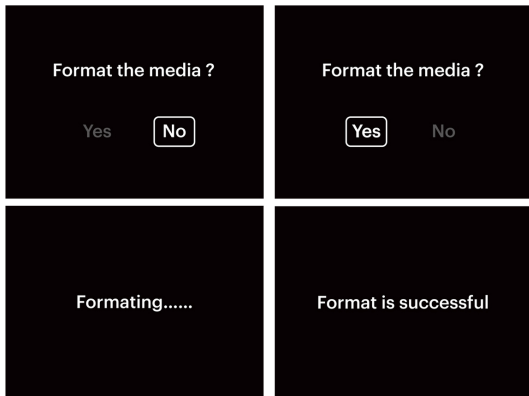 Format the media ?
Yes No
Format the media ?
Yes No
Formating......
Format is successful